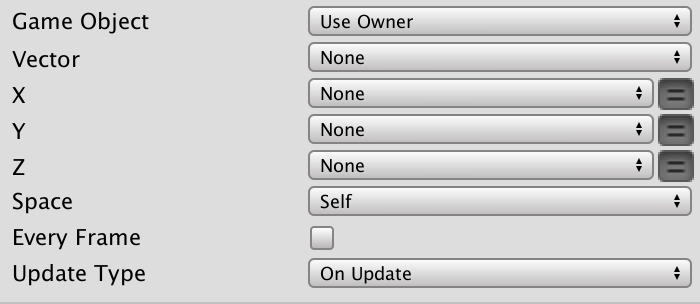 Game Object Use Owner
Vector None
X None
Y None
Z None
Space Self
Every Frame
Update Type On Update